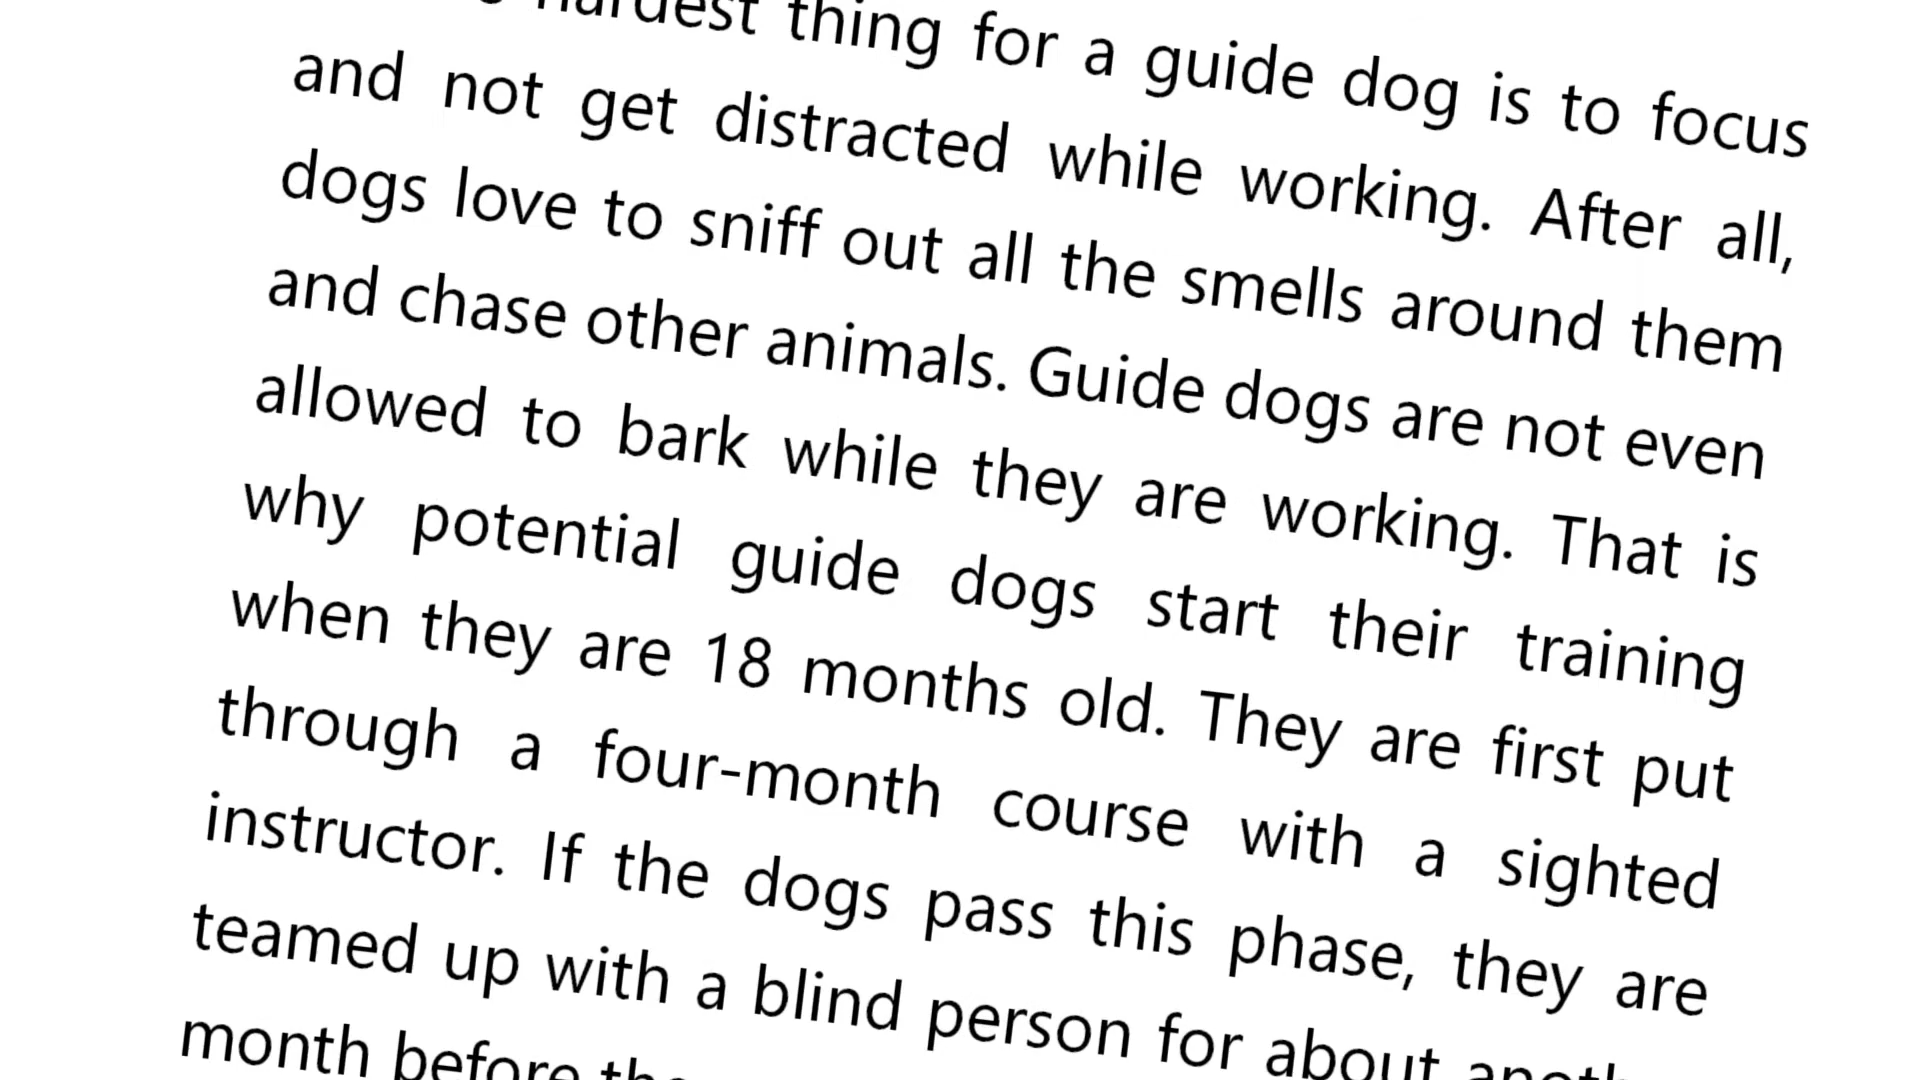 hardest thing for a guide dog is to focus
and not get distracted while working. After all,
dogs love to sniff out all the smells around them
and chase other animals. Guide dogs are not even
allowed to bark while they are working. That is
why potential guide dogs start their training
when they are 18 months old. They are first put
through a four-month course with a sighted
instructor. If the dogs pass this phase, they are
teamed up with a blind person for about
month before